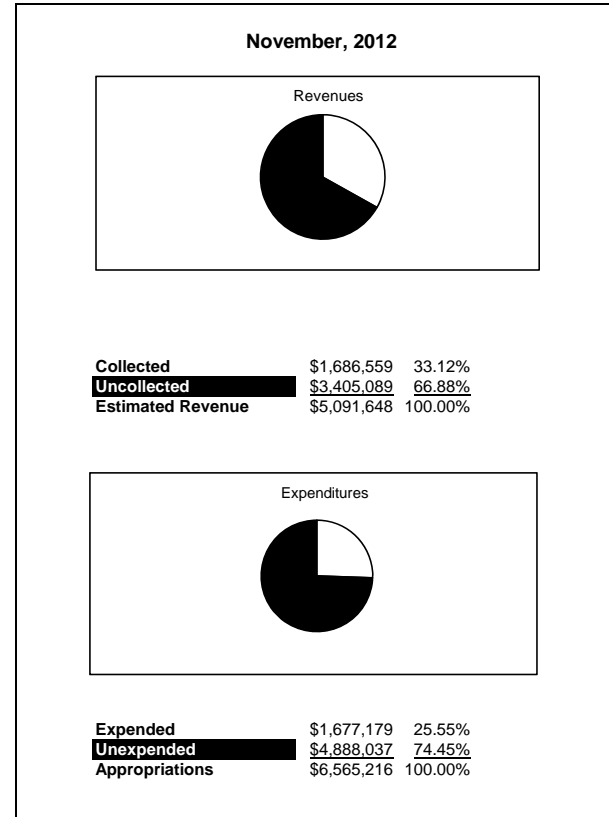 November, 2012
Revenues
Collected $1,686,559 33.12%
Uncollected $3,405,089 66.88%
Estimated Revenue $5,091,648 100.00%
Expenditures
Expended $1,677,179 25.55%
Unexpended $4,888,037 74.45%
Appropriations $6,565,216 100.00%